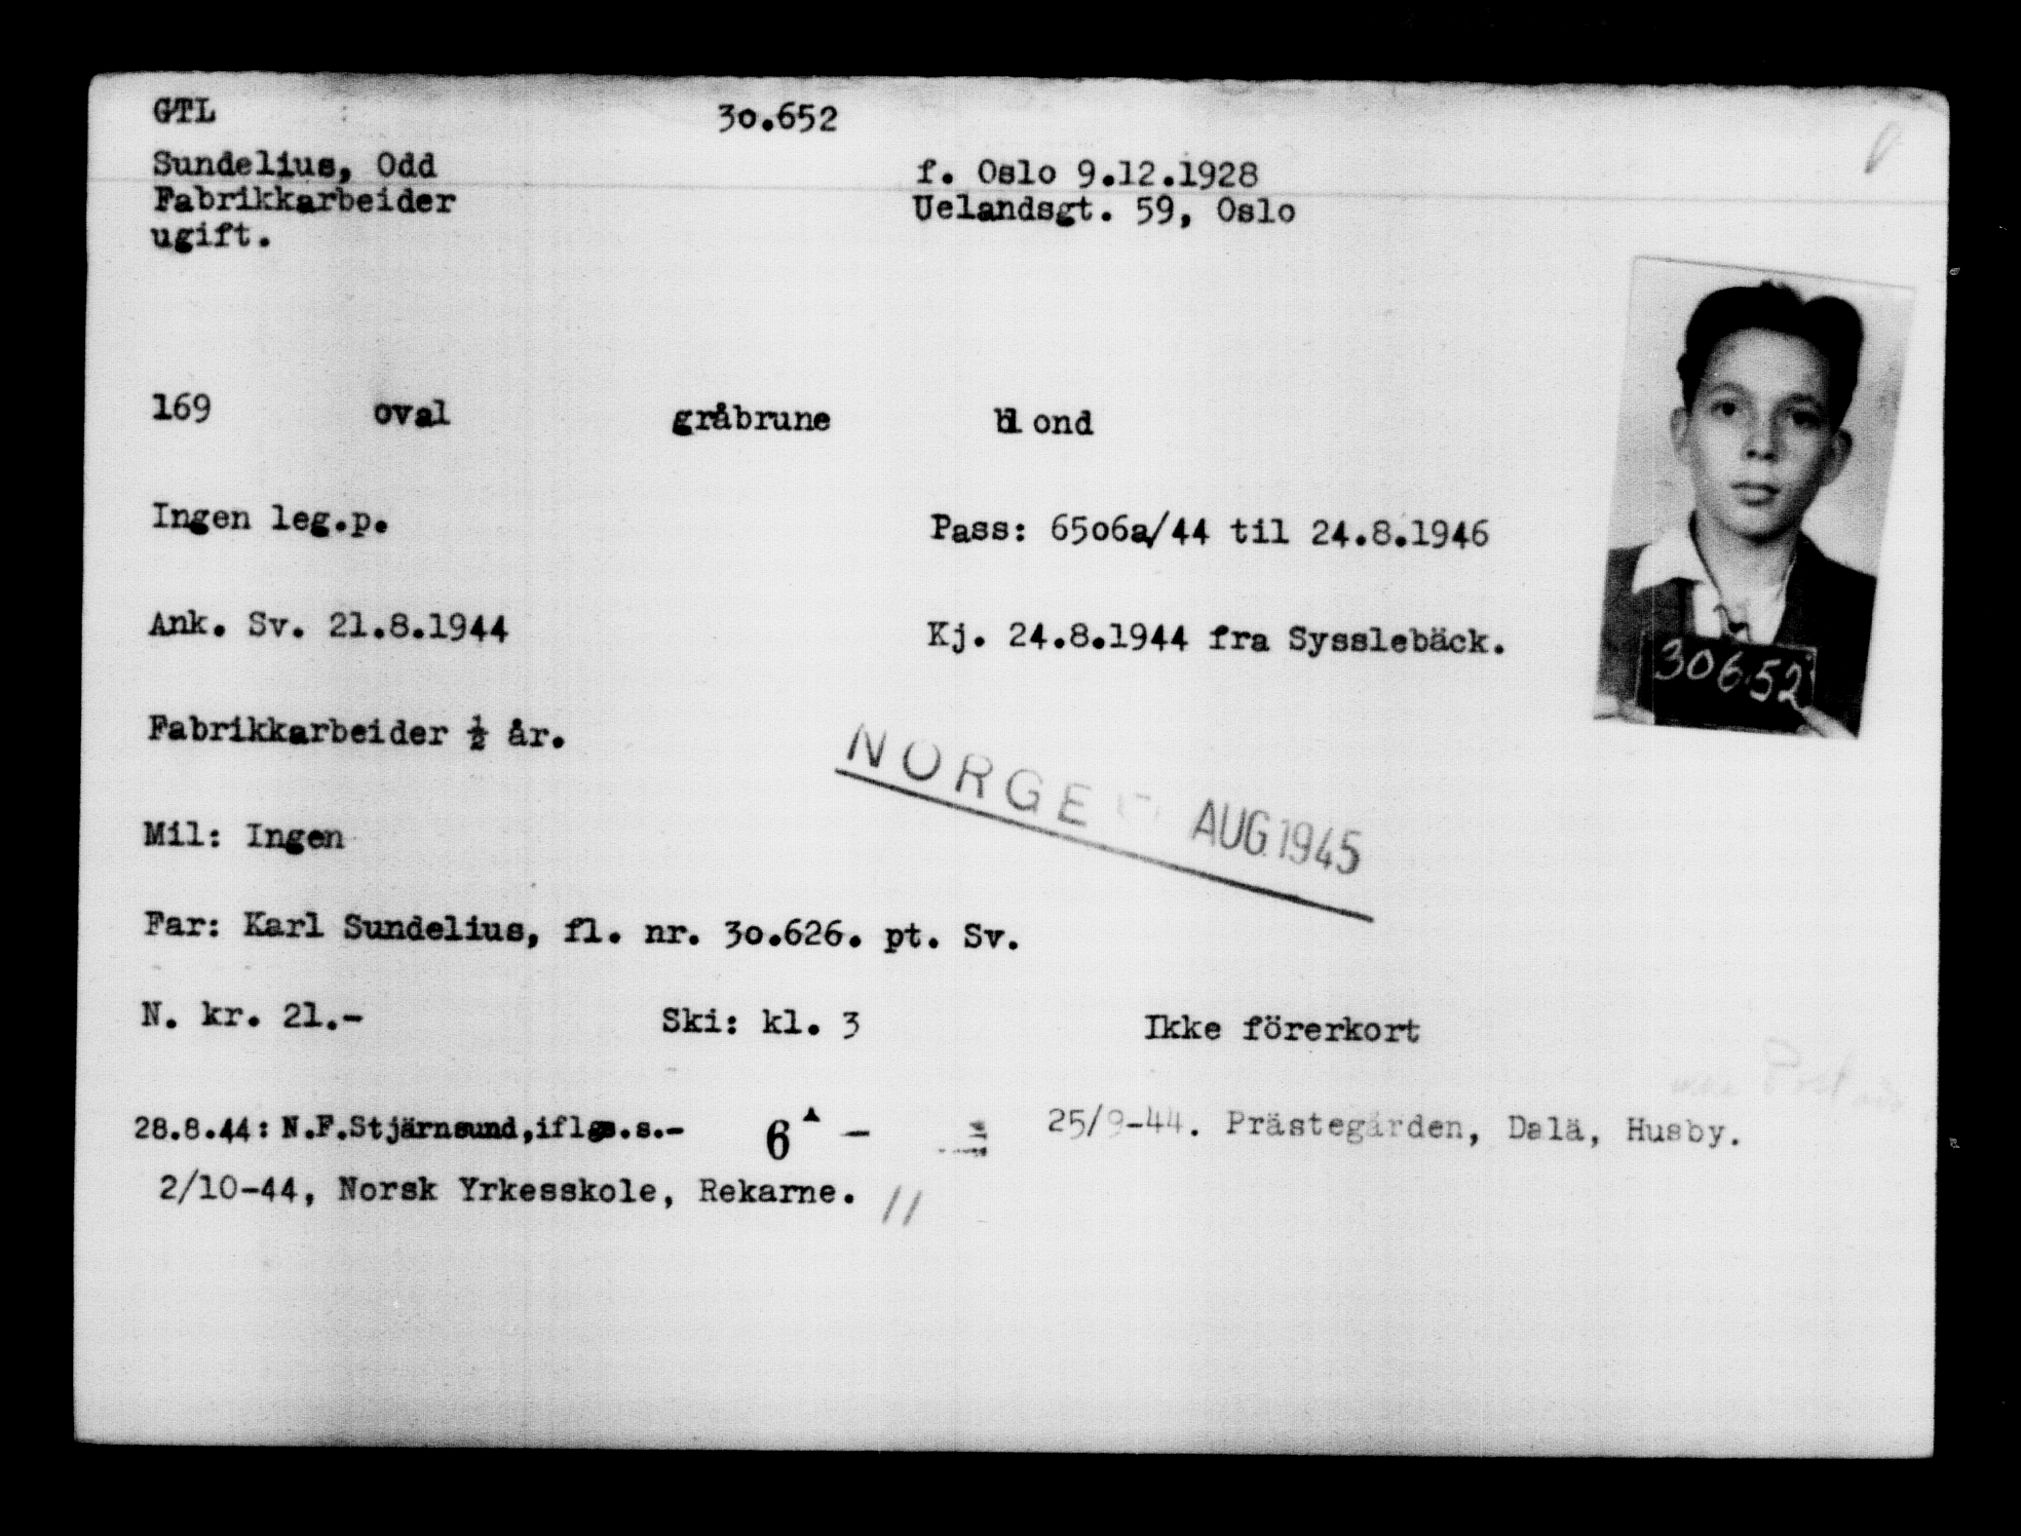 GTL 30.652
Sundelius, Odd f. Oslo 9.12.1928
Fabrikkarbeider Uelandsgt. 59, Oslo
ugift.
169 oval gråbrune blond
Ingen leg.p. Pass: 6506a/44 til 24.8.1946
Ank. Sv. 21.8.1944 Kj. 24.8.1944 fra Sysslebäck.
30652
Fabrikkarbeider ½ år.
NORGE AUG 1945
Mil: Ingen
Far: Karl Sundelius, fl. nr. 30.626. pt. Sv.
N. kr. 21.- Ski: kl. 3 Ikke förerkort
28.8.44: N.F.Stjärnsund, 6 ▲ — 25/9-44. Prästegården, Dalä, Husby.
2/10-44, Norsk Yrkesskole, Rekarne. //